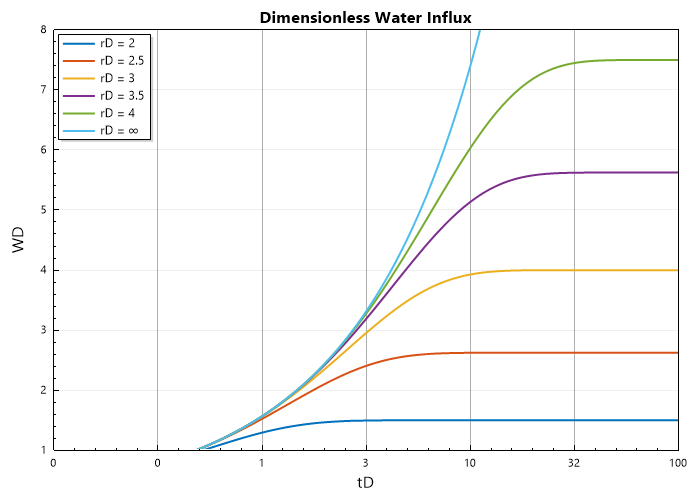 Dimensionless Water Influx
rD = 2
rD = 2.5
rD = 3
rD = 3.5
rD = 4
rD = ∞
8
7
6
5
4
3
2
1
WD
0 0 1 3 10 32 100
tD